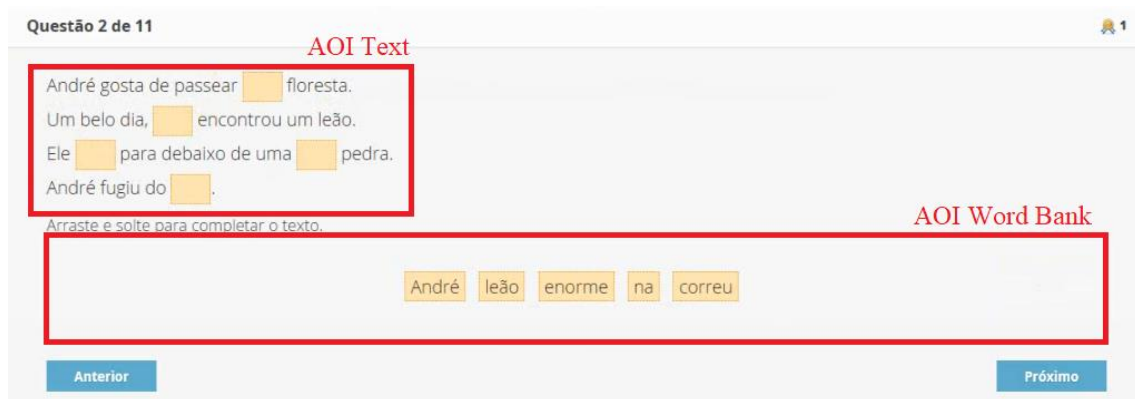 Questão 2 de 11
1
AOI Text
André gosta de passear floresta.
Um belo dia, encontrou um leão.
Ele para debaixo de uma pedra.
André fugiu do .
Arraste e solte para completar o texto.
AOI Word Bank
André leão enorme na correu
Anterior Próximo